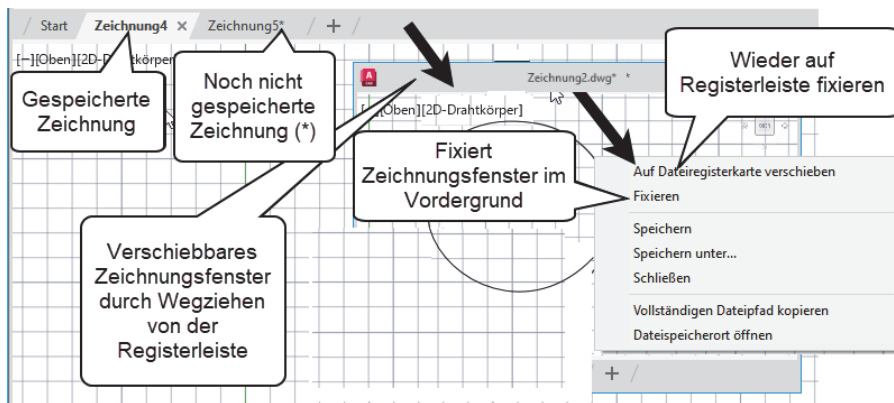 Start Zeichnung4 × Zeichnung5* +
[−][Oben][2D-Drahtkörper
Gespeicherte
Zeichnung
Noch nicht
gespeicherte
Zeichnung (*)
Zeichnung2.dwg* *
Wieder auf
Registerleiste fixieren
[Oben][2D-Drahtkörper]
Fixiert
Zeichnungsfenster im
Vordergrund
Verschiebbares
Zeichnungsfenster
durch Wegziehen
von der
Registerleiste
Auf Dateiregisterkarte verschieben
Fixieren
Speichern
Speichern unter...
Schließen
Vollständigen Dateipfad kopieren
Dateispeicherort öffnen
+